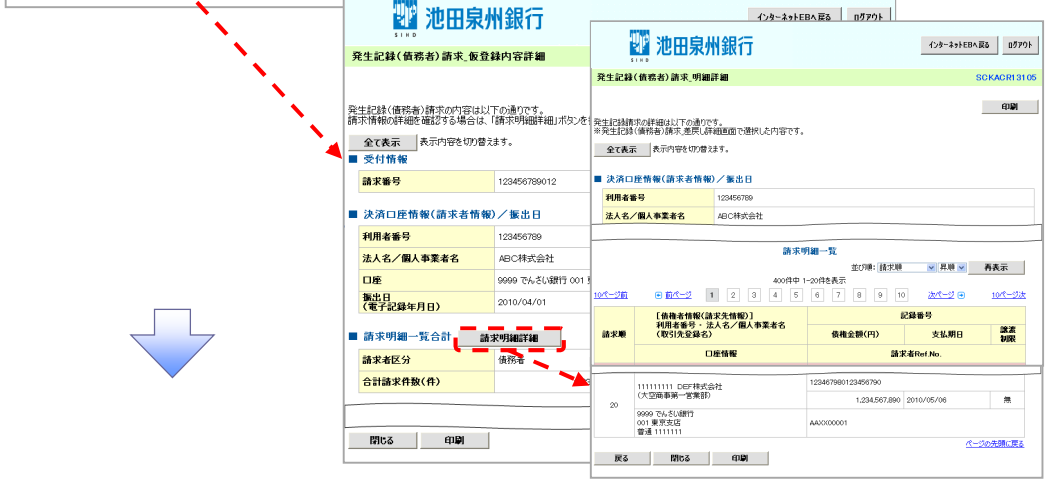 SIHD
池田泉州銀行
インターネットEBへ戻る
ログアウト
発生記録(債務者)請求_仮登録内容詳細
発生記録(債務者)請求の内容は以下の通りです。
請求情報の詳細を確認する場合は、「請求明細詳細」ボタンを
全て表示
表示内容を切り替えます。
■ 受付情報
請求番号 123456789012
■ 決済口座情報(請求者情報)/振出日
利用者番号 123456789
法人名/個人事業者名 ABC株式会社
口座 9999 でんさい銀行 001
振出日
(電子記録年月日) 2010/04/01
■ 請求明細一覧合計 請求明細詳細
請求者区分 債務者
合計請求件数(件)
閉じる 印刷
SIHD
池田泉州銀行
インターネットEBへ戻る ログアウト
発生記録(債務者)請求_明細詳細 SCKACR13105
印刷
発生記録請求の詳細は以下の通りです。
※発生記録(債務者)請求_差戻し詳細画面で選択した内容です。
全て表示 表示内容を切り替えます。
■ 決済口座情報(請求者情報)/振出日
利用者番号 123456789
法人名/個人事業者名 ABC株式会社
請求明細一覧
並び順: 請求順 昇順 再表示
400件中 1-20件を表示
10ページ前 前ページ 1 2 3 4 5 6 7 8 9 10 次ページ 10ページ次
請求順
[債権者情報(請求先情報)]
利用者番号・法人名/個人事業者名
(取引先登録名)
記録番号
債権金額(円) 支払期日 譲渡制限
口座情報 請求者Ref.No.
20
111111111 DEF株式会社
(大空商事第一営業部)
123467980123456790
1,234,567,890 2010/05/06 無
9999 でんさい銀行
001 東京支店
普通 1111111
AAXX00001
ページの先頭に戻る
戻る 閉じる 印刷